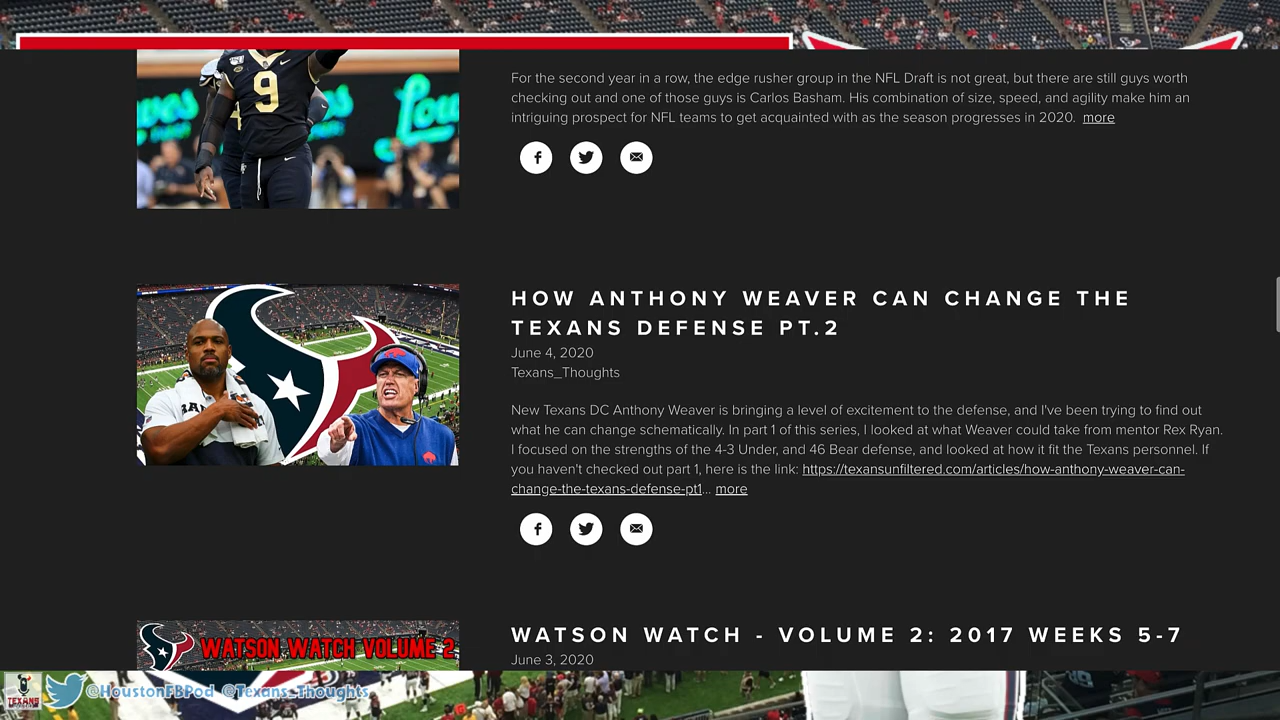 9
Lowe's
For the second year in a row, the edge rusher group in the NFL Draft is not great, but there are still guys worth
checking out and one of those guys is Carlos Basham. His combination of size, speed, and agility make him an
intriguing prospect for NFL teams to get acquainted with as the season progresses in 2020. more
HOW ANTHONY WEAVER CAN CHANGE THE
TEXANS DEFENSE PT.2
June 4, 2020
Texans_Thoughts
New Texans DC Anthony Weaver is bringing a level of excitement to the defense, and I've been trying to find out
what he can change schematically. In part 1 of this series, I looked at what Weaver could take from mentor Rex Ryan.
I focused on the strengths of the 4-3 Under, and 46 Bear defense, and looked at how it fit the Texans personnel. If
you haven't checked out part 1, here is the link: https://texansunfiltered.com/articles/how-anthony-weaver-can-
change-the-texans-defense-pt1... more
WATSON WATCH VOLUME 2
WATSON WATCH - VOLUME 2: 2017 WEEKS 5-7
June 3, 2020
TEXANS
@HoustonFBPod @Texans_Thoughts